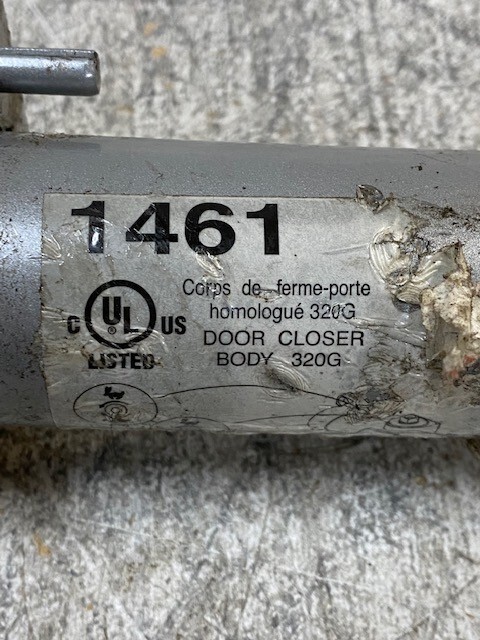 1461
Corps de ferme-porte
homologué 320G
C UL ® US
DOOR CLOSER
LISTED
BODY 320G